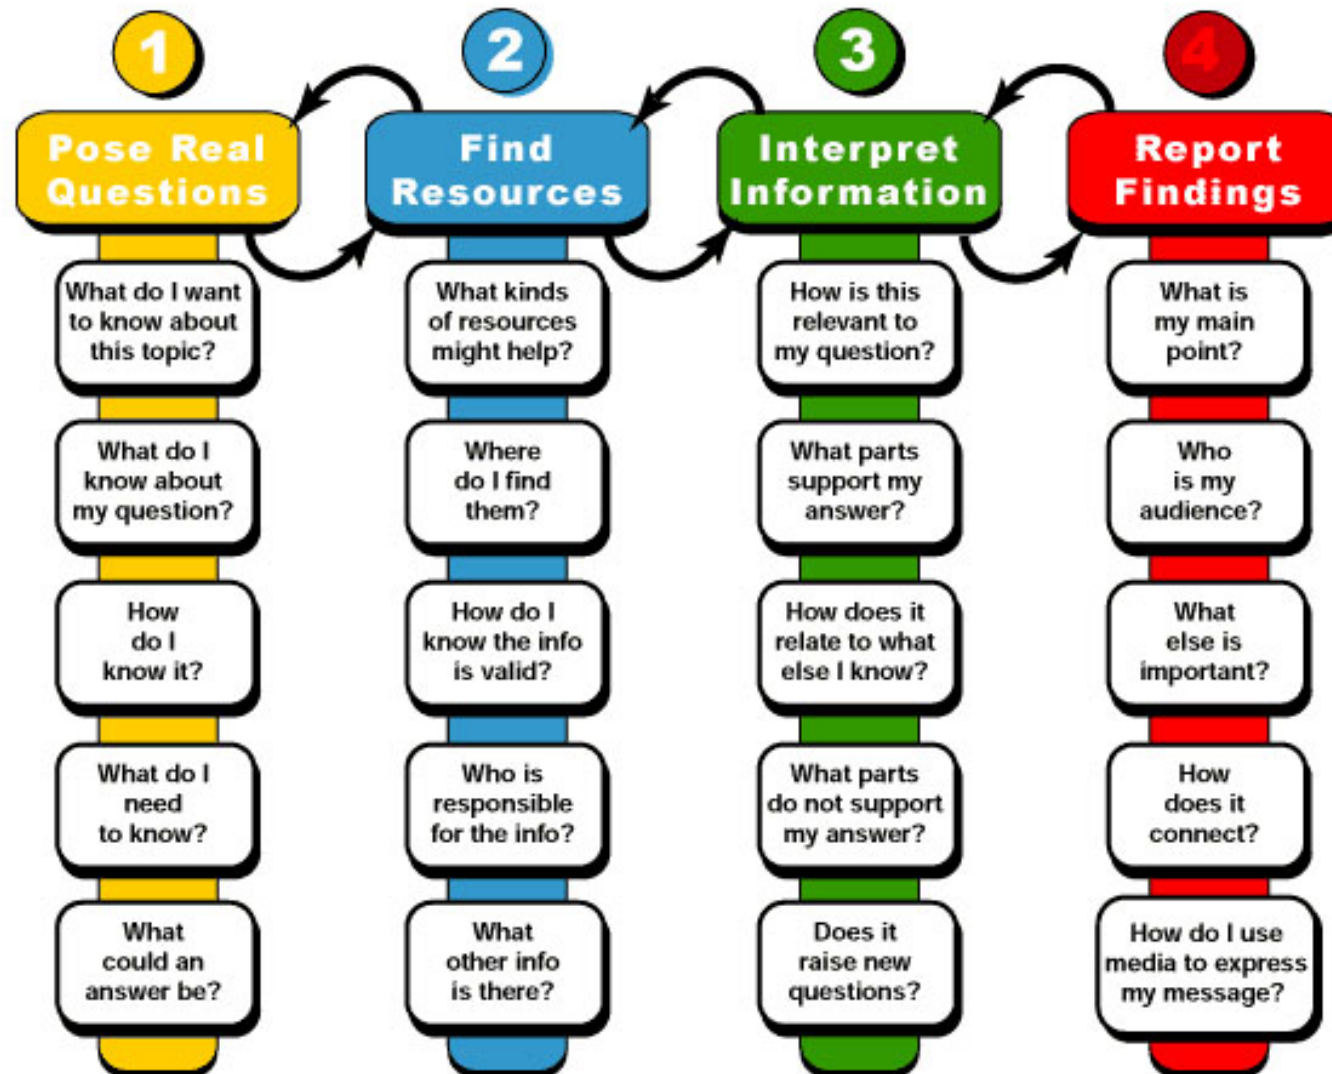 1
Pose Real
Questions
What do I want
to know about
this topic?
What do I
know about
my question?
How
do I
know it?
What do I
need
to know?
What
could an
answer be?
2
Find
Resources
What kinds
of resources
might help?
Where
do I find
them?
How do I
know the info
is valid?
Who is
responsible
for the info?
What
other info
is there?
3
Interpret
Information
How is this
relevant to
my question?
What parts
support my
answer?
How does it
relate to what
else I know?
What parts
do not support
my answer?
Does it
raise new
questions?
4
Report
Findings
What is
my main
point?
Who
is my
audience?
What
else is
important?
How
does it
connect?
How do I use
media to express
my message?